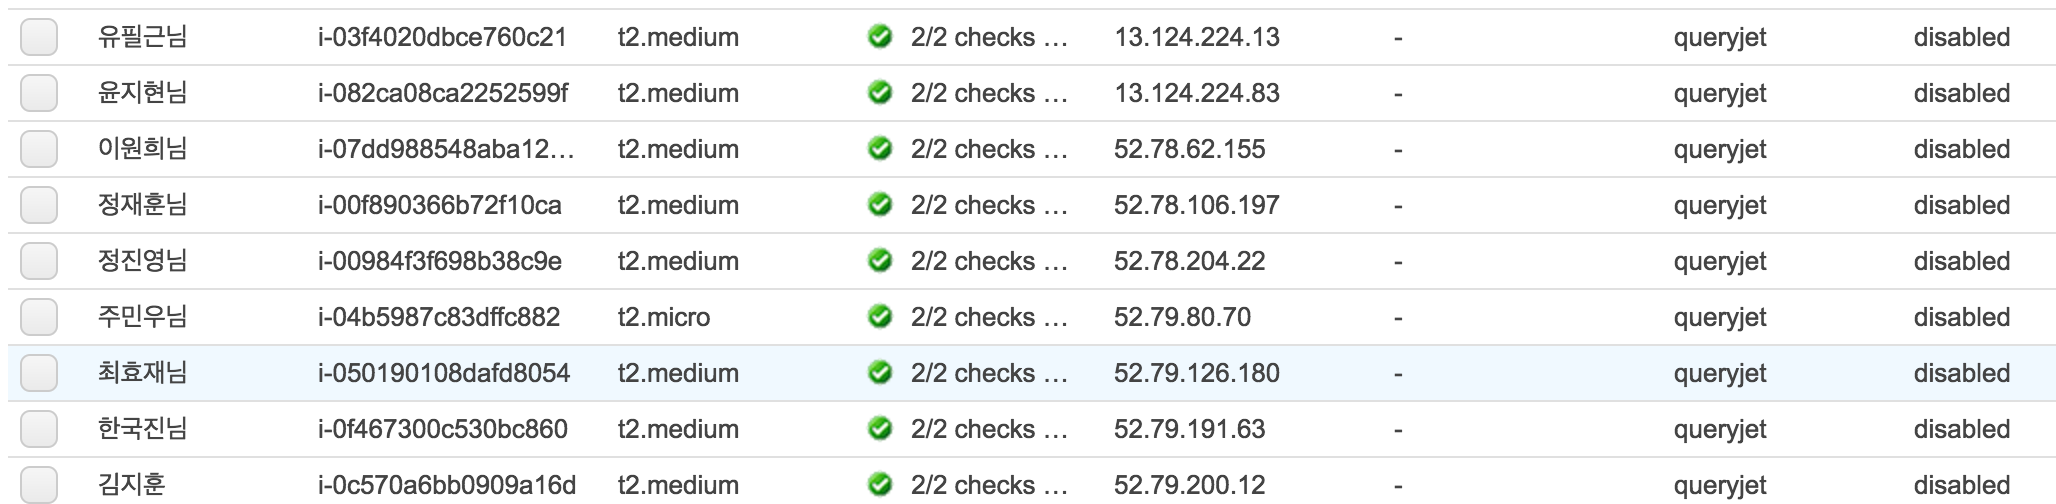 유필근님 i-03f4020dbce760c21 t2.medium 2/2 checks … 13.124.224.13 - queryjet disabled
윤지현님 i-082ca08ca2252599f t2.medium 2/2 checks … 13.124.224.83 - queryjet disabled
이원희님 i-07dd988548aba12… t2.medium 2/2 checks … 52.78.62.155 - queryjet disabled
정재훈님 i-00f890366b72f10ca t2.medium 2/2 checks … 52.78.106.197 - queryjet disabled
정진영님 i-00984f3f698b38c9e t2.medium 2/2 checks … 52.78.204.22 - queryjet disabled
주민우님 i-04b5987c83dffc882 t2.micro 2/2 checks … 52.79.80.70 - queryjet disabled
최효재님 i-050190108dafd8054 t2.medium 2/2 checks … 52.79.126.180 - queryjet disabled
한국진님 i-0f467300c530bc860 t2.medium 2/2 checks … 52.79.191.63 - queryjet disabled
김지훈 i-0c570a6bb0909a16d t2.medium 2/2 checks … 52.79.200.12 - queryjet disabled